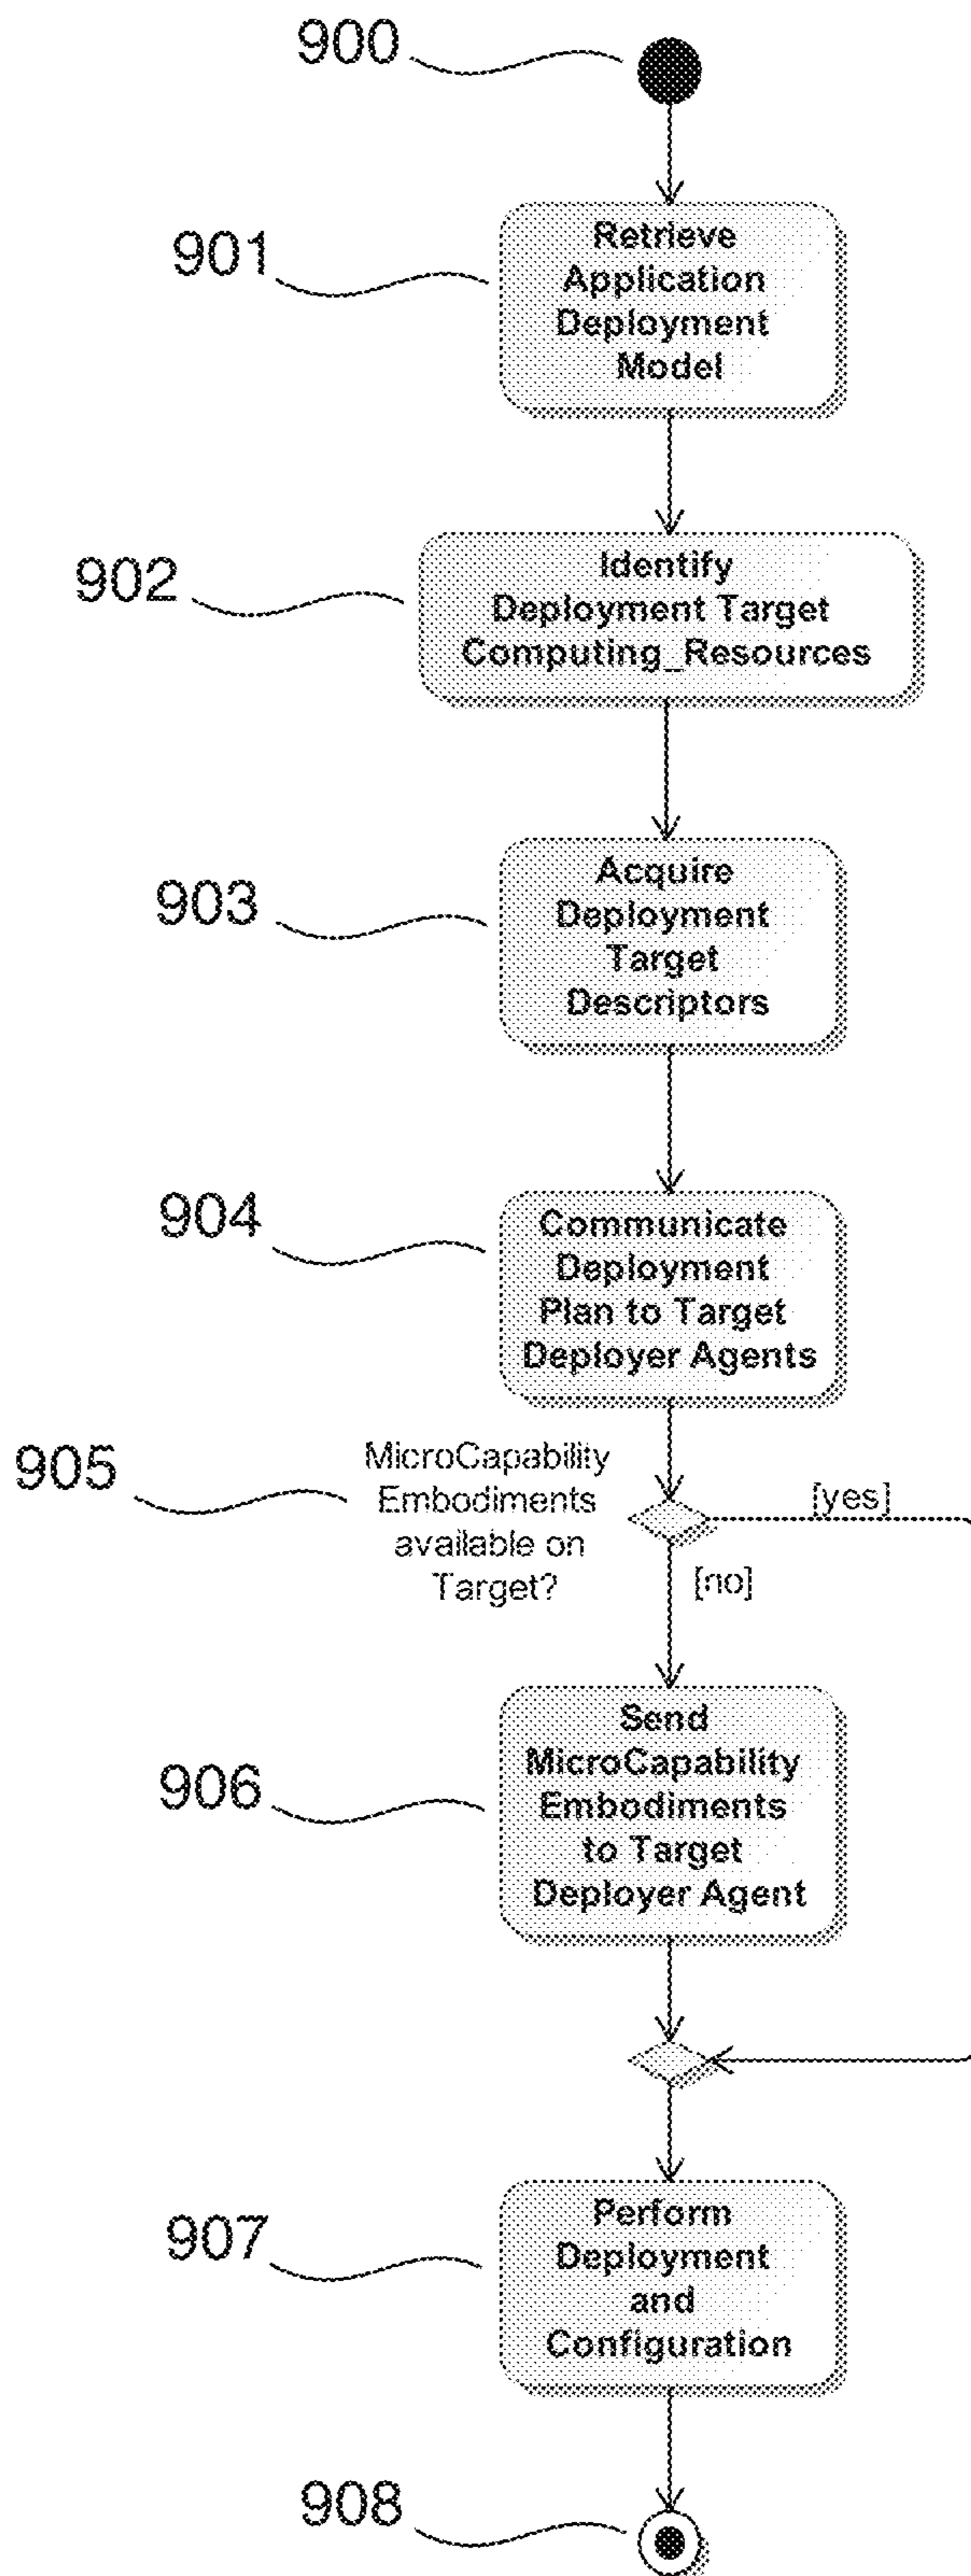 900
901
Retrieve
Application
Deployment
Model
902
Identify
Deployment Target
Computing_Resources
903
Acquire
Deployment
Target
Descriptors
904
Communicate
Deployment
Plan to Target
Deployer Agents
905
MicroCapability
Embodiments
available on
Target?
[yes]
[no]
906
Send
MicroCapability
Embodiments
to Target
Deployer Agent
907
Perform
Deployment
and
Configuration
908